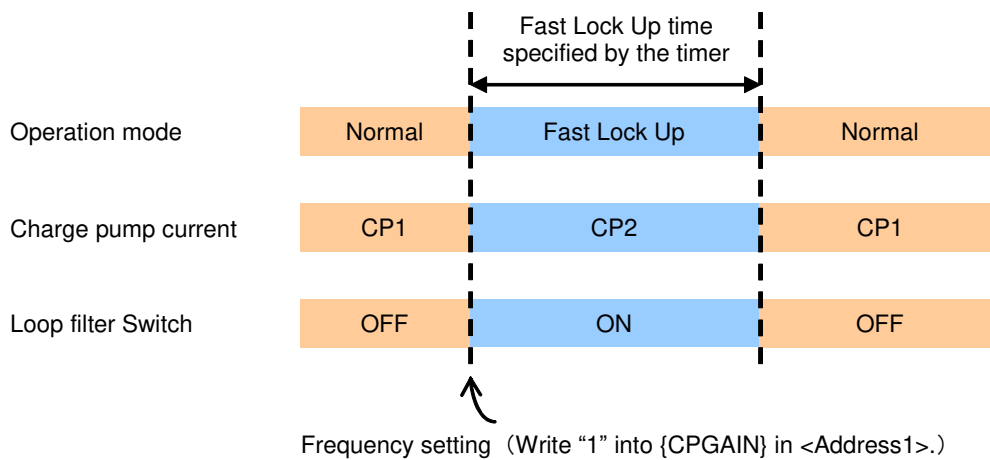 Fast Lock Up time
specified by the timer
Operation mode Normal Fast Lock Up Normal
Charge pump current CP1 CP2 CP1
Loop filter Switch OFF ON OFF
Frequency setting（Write “1” into {CPGAIN} in <Address1>.）